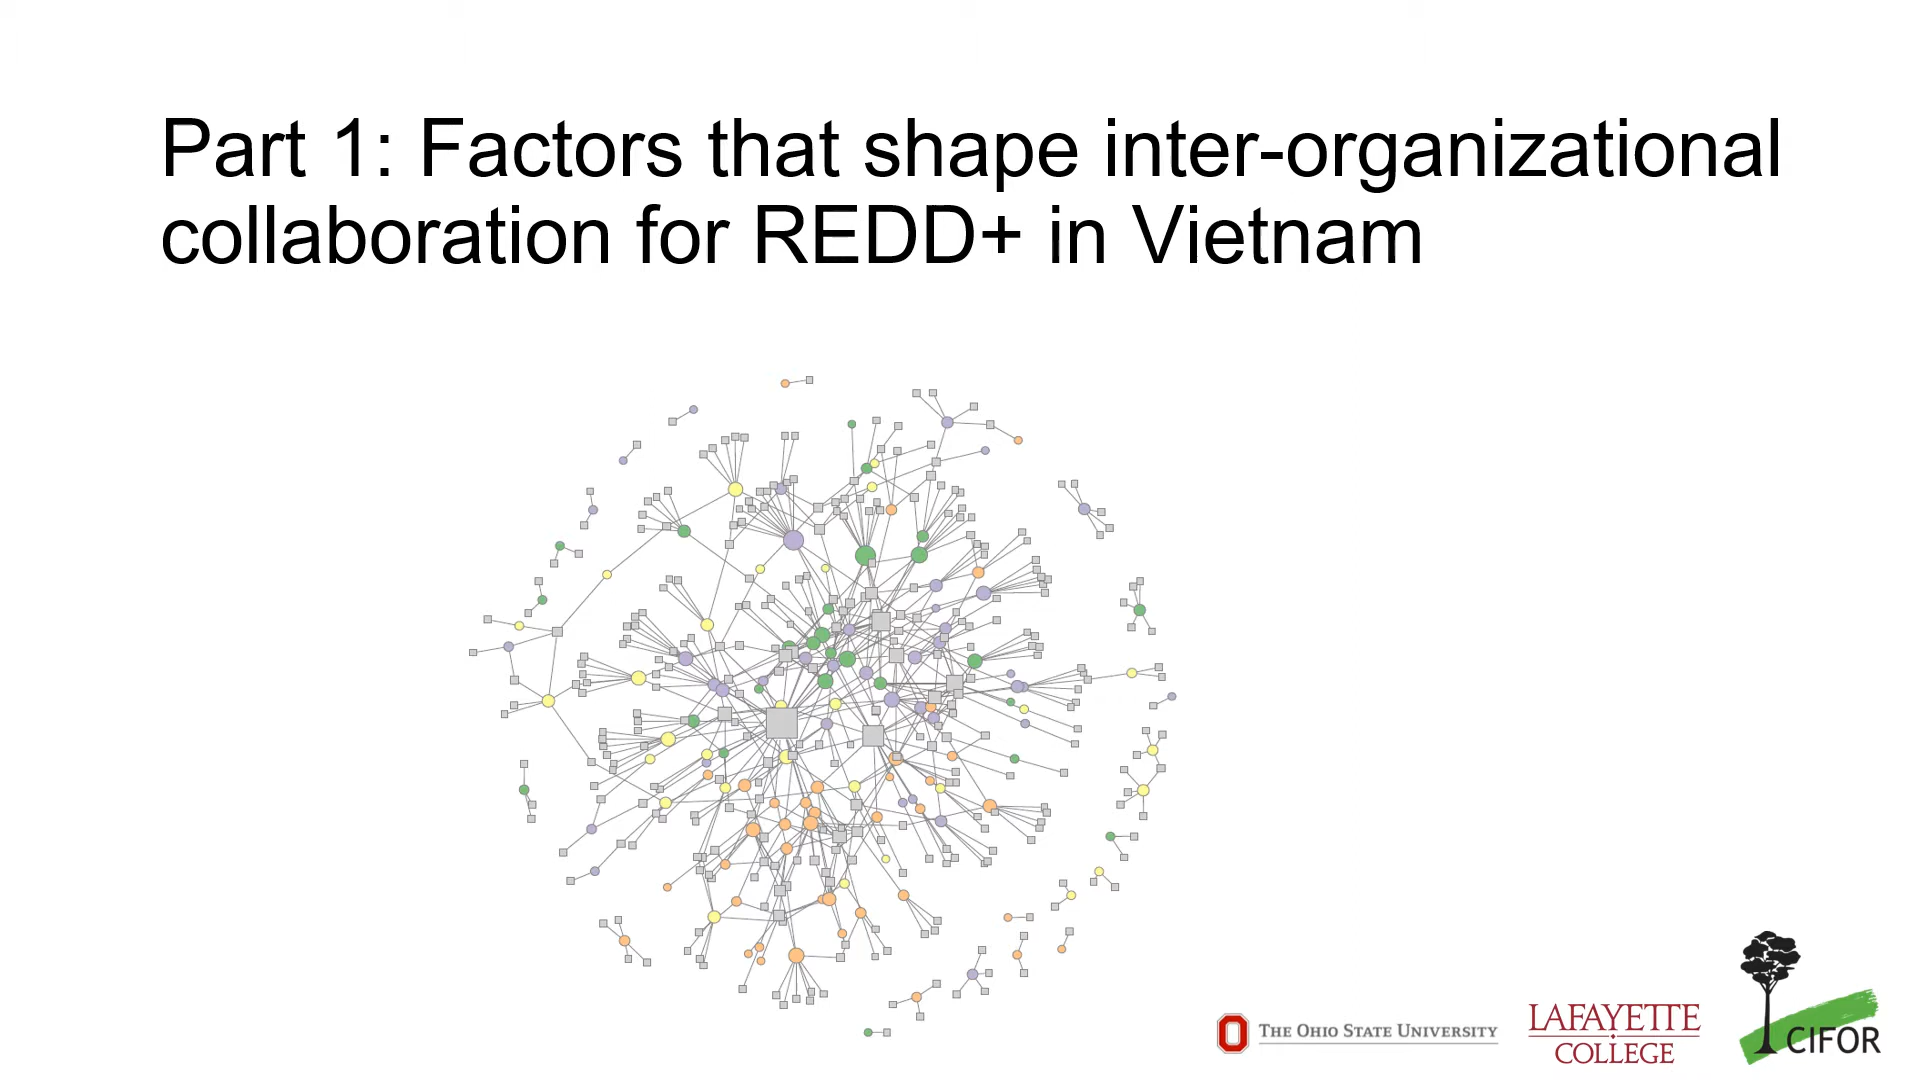 Part 1: Factors that shape inter-organizational
collaboration for REDD+ in Vietnam
THE OHIO STATE UNIVERSITY
LAFAYETTE
COLLEGE
CIFOR